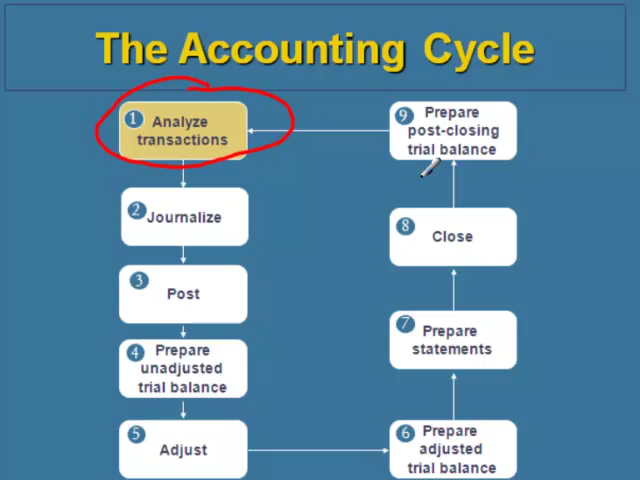 The Accounting Cycle
1
Analyze
transactions
2
Journalize
3
Post
4
Prepare
unadjusted
trial balance
5
Adjust
6
Prepare
adjusted
trial balance
7
Prepare
statements
8
Close
9
Prepare
post-closing
trial balance